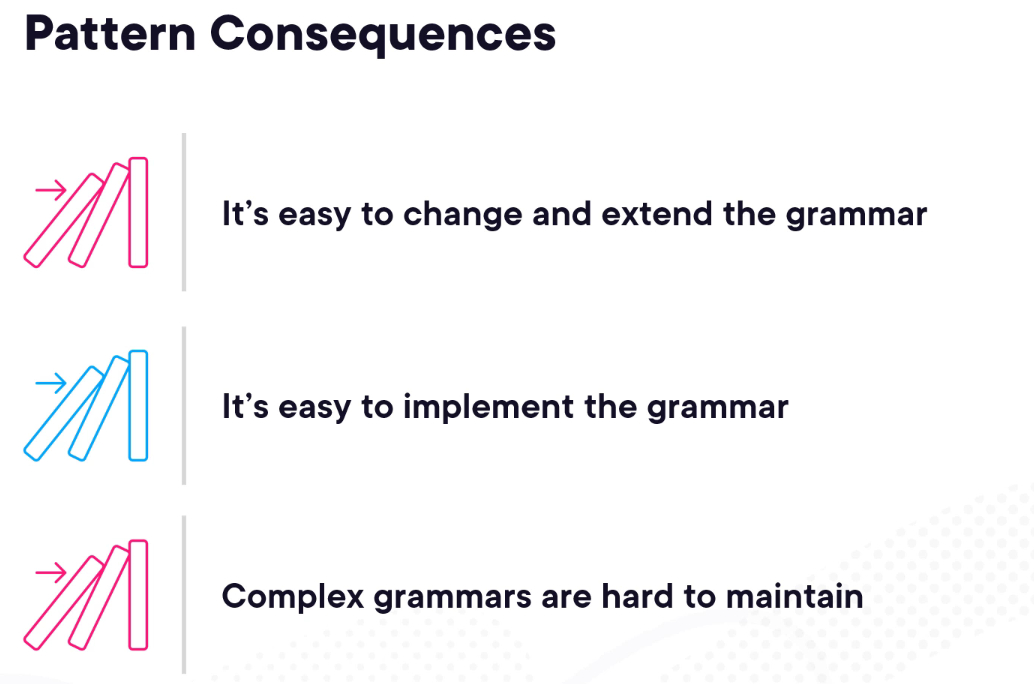 Pattern Consequences
It’s easy to change and extend the grammar
It’s easy to implement the grammar
Complex grammars are hard to maintain